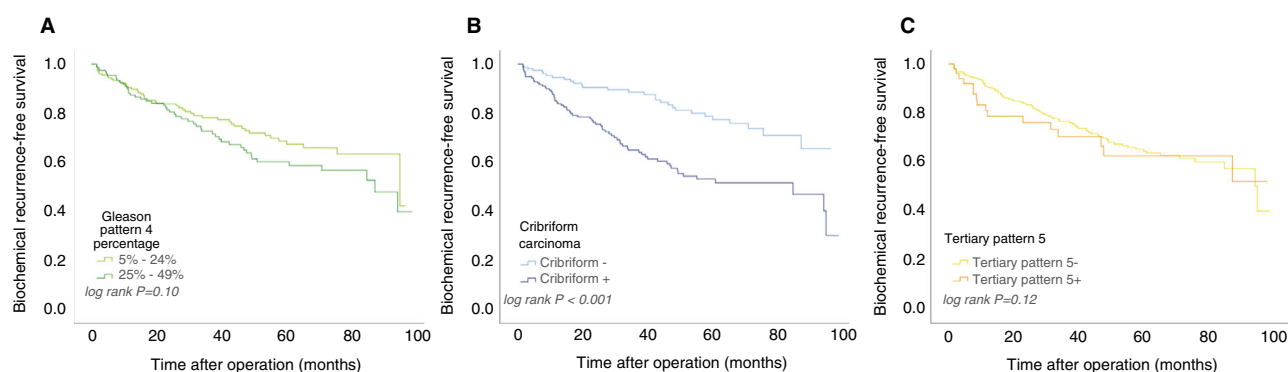 A
Biochemical recurrence-free survival
1.0
0.8
0.6
0.4
0.2
0.0
Gleason
pattern 4
percentage
5% - 24%
25% - 49%
log rank P=0.10
0 20 40 60 80 100
Time after operation (months)
B
Biochemical recurrence-free survival
1.0
0.8
0.6
0.4
0.2
0.0
Cribriform
carcinoma
Cribriform -
Cribriform +
log rank P < 0.001
0 20 40 60 80 100
Time after operation (months)
C
Biochemical recurrence-free survival
1.0
0.8
0.6
0.4
0.2
0.0
Tertiary pattern 5
Tertiary pattern 5-
Tertiary pattern 5+
log rank P=0.12
0 20 40 60 80 100
Time after operation (months)